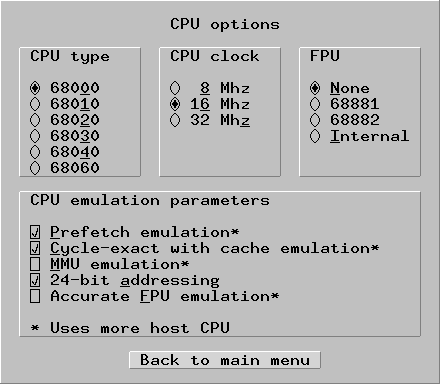 CPU options
CPU type
68000
68010
68020
68030
68040
68060
CPU clock
8 Mhz
16 Mhz
32 Mhz
FPU
None
68881
68882
Internal
CPU emulation parameters
Prefetch emulation*
Cycle-exact with cache emulation*
MMU emulation*
24-bit addressing
Accurate FPU emulation*
* Uses more host CPU
Back to main menu